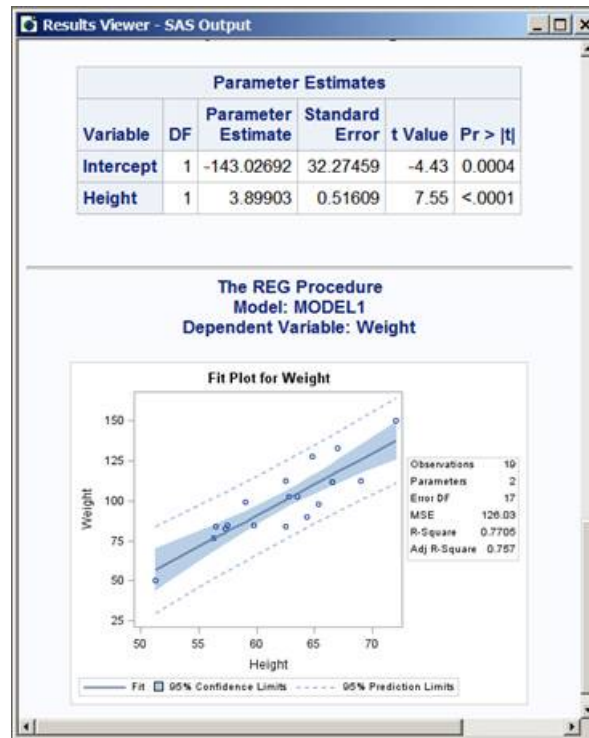 Results Viewer - SAS Output
Parameter Estimates
Variable DF Parameter Estimate Standard Error t Value Pr > |t|
Intercept 1 -143.02692 32.27459 -4.43 0.0004
Height 1 3.89903 0.51609 7.55 <.0001
The REG Procedure
Model: MODEL1
Dependent Variable: Weight
Fit Plot for Weight
150
125
100
75
50
25
Weight
50 55 60 65 70
Height
Observations 19
Parameters 2
Error DF 17
MSE 126.03
R-Square 0.7705
Adj R-Square 0.757
Fit 95% Confidence Limits 95% Prediction Limits